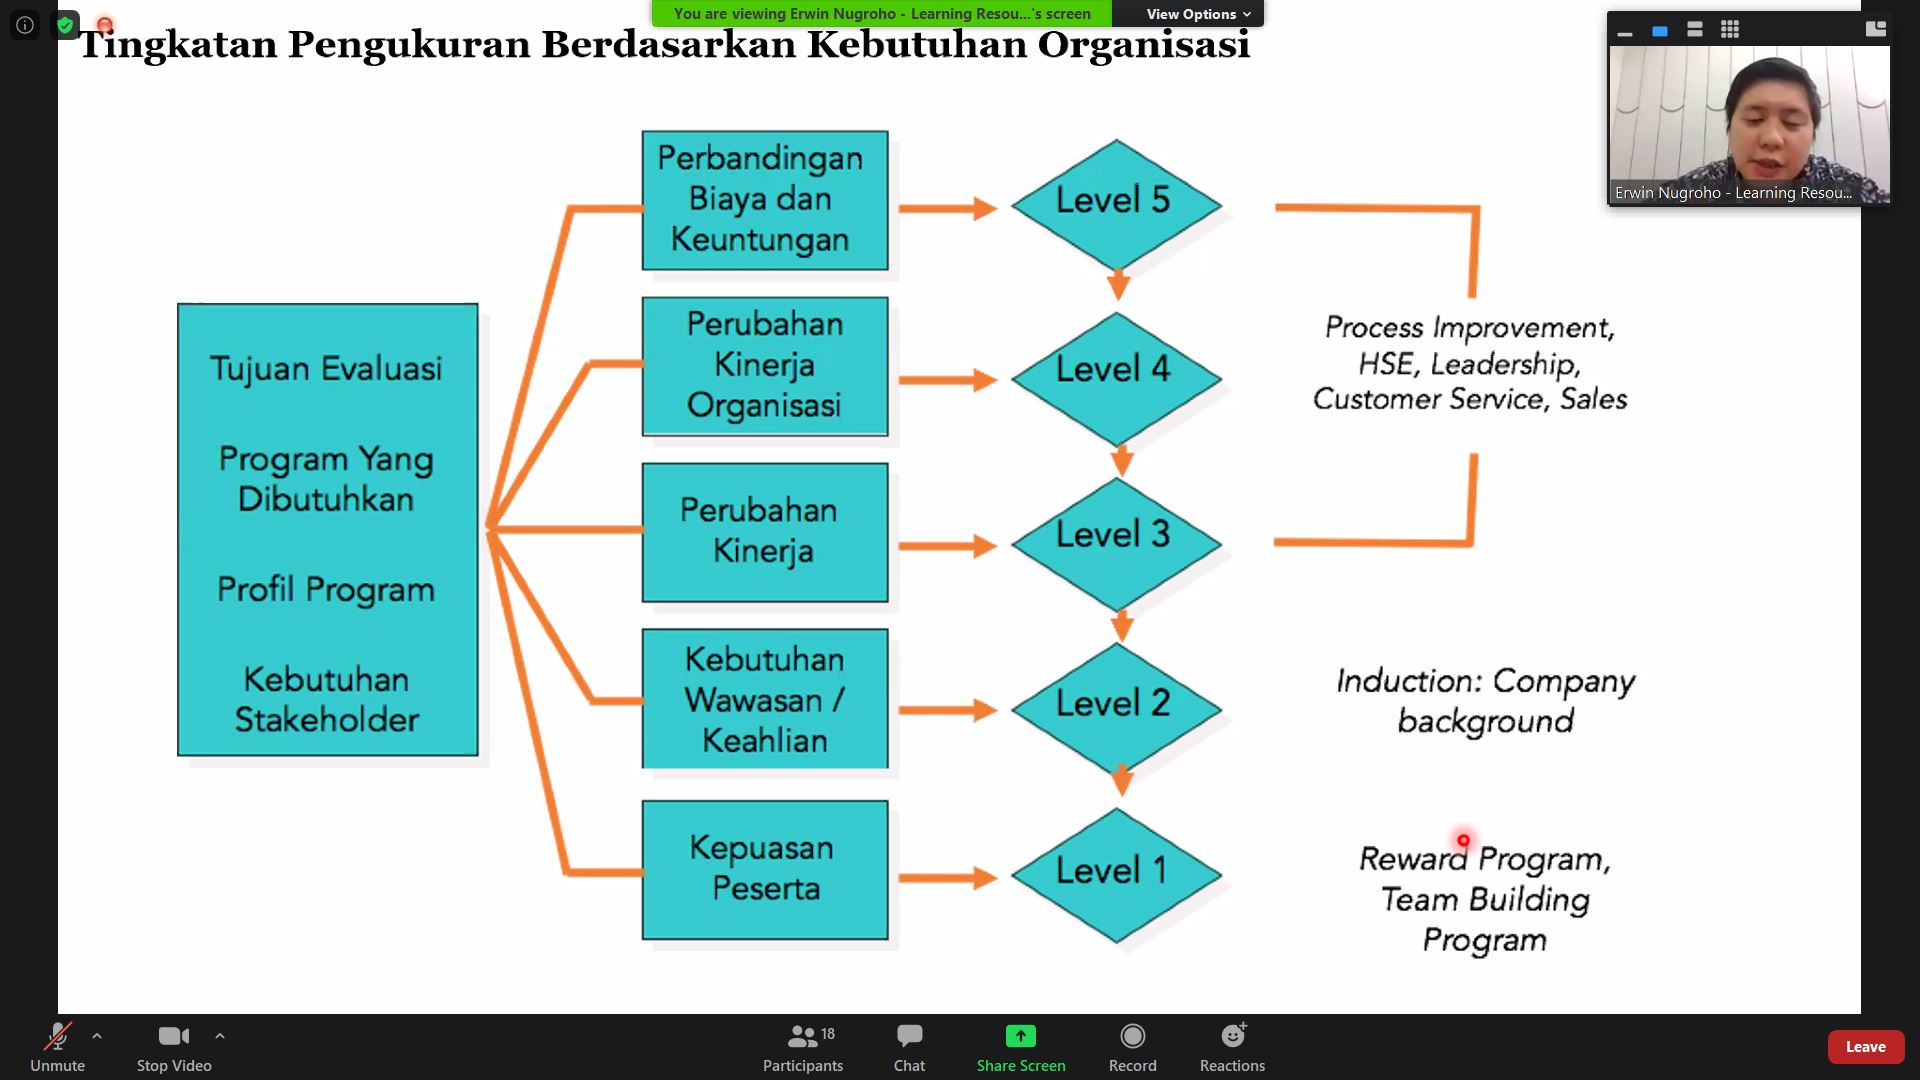 You are viewing Erwin Nugroho - Learning Resou...'s screen
View Options
Tingkatan Pengukuran Berdasarkan Kebutuhan Organisasi
Erwin Nugroho - Learning Resou...
Tujuan Evaluasi
Program Yang
Dibutuhkan
Profil Program
Kebutuhan
Stakeholder
Perbandingan
Biaya dan
Keuntungan
Level 5
Perubahan
Kinerja
Organisasi
Level 4
Process Improvement,
HSE, Leadership,
Customer Service, Sales
Perubahan
Kinerja
Level 3
Kebutuhan
Wawasan /
Keahlian
Level 2
Induction: Company
background
Kepuasan
Peserta
Level 1
Reward Program,
Team Building
Program
Unmute
Stop Video
Participants
18
Chat
Share Screen
Record
Reactions
Leave